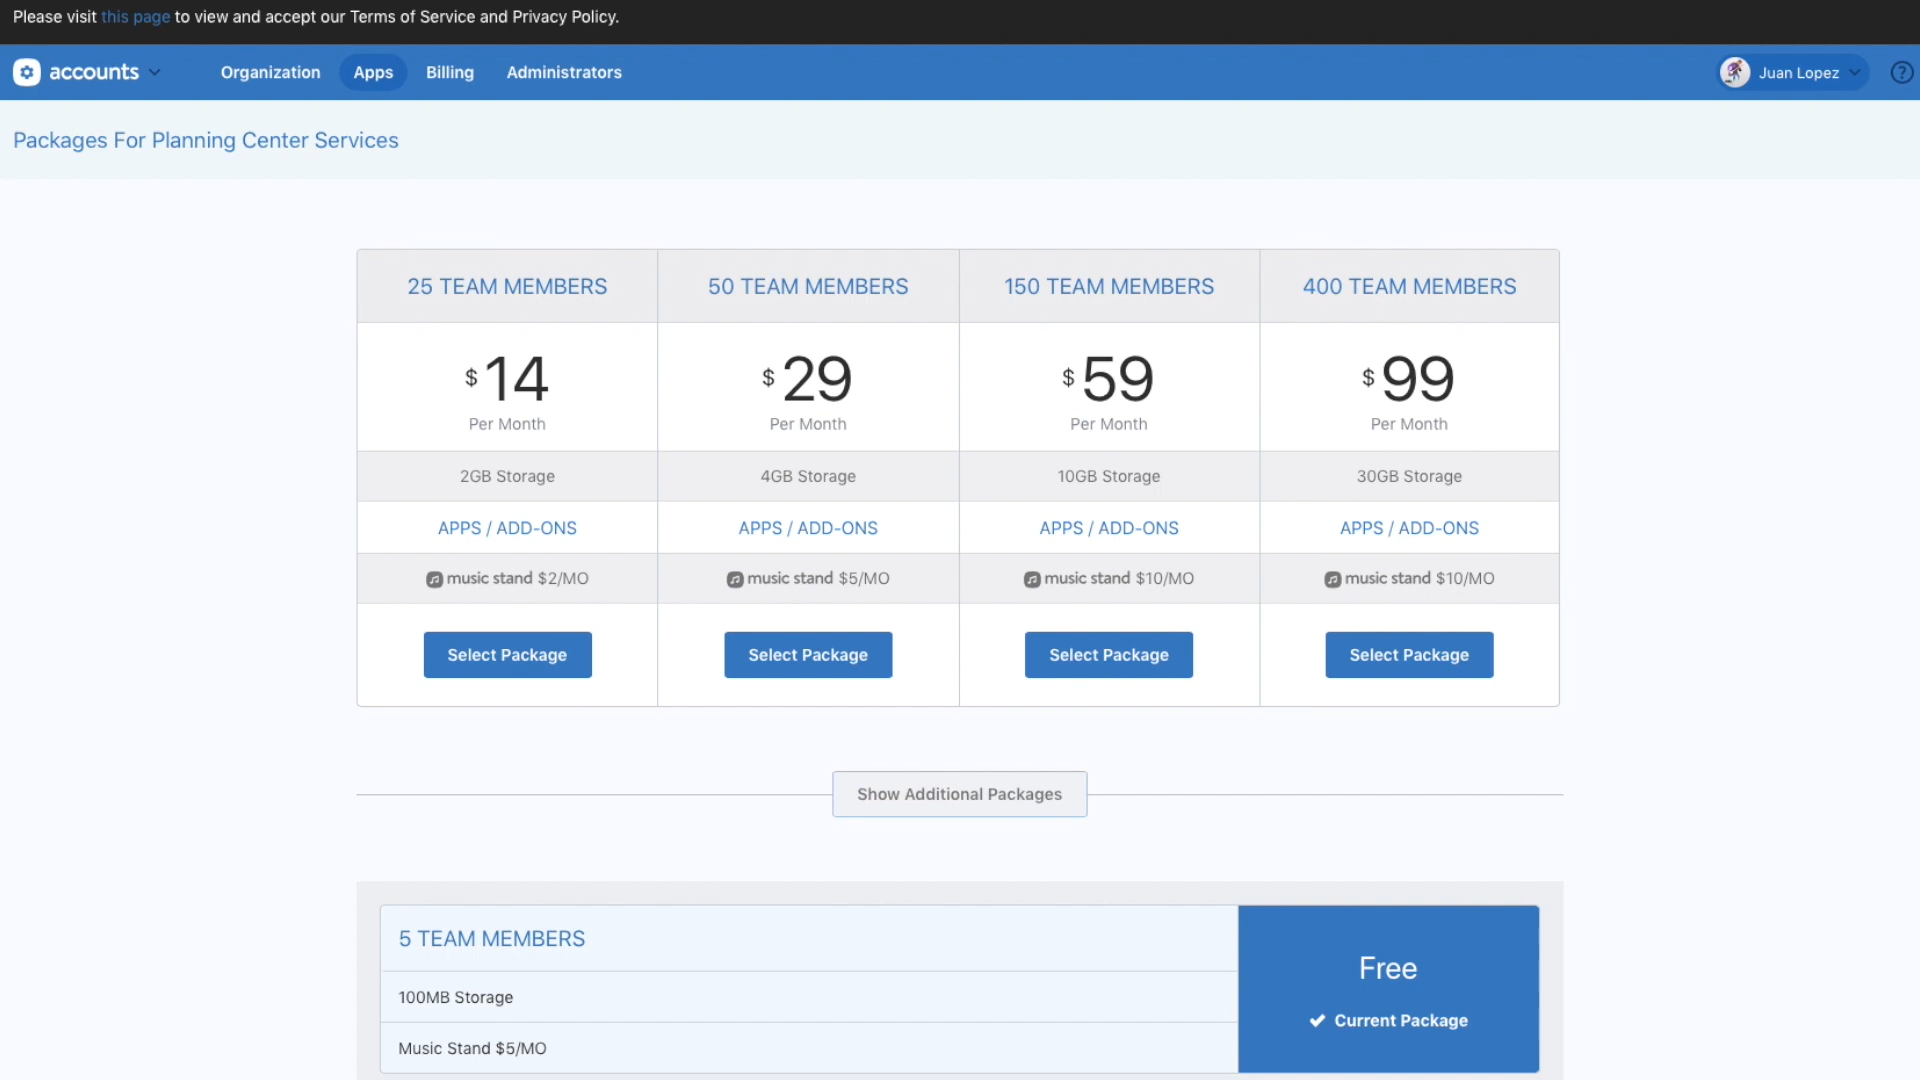 Please visit this page to view and accept our Terms of Service and Privacy Policy.
accounts Organization Apps Billing Administrators Juan Lopez ?
Packages For Planning Center Services
25 TEAM MEMBERS 50 TEAM MEMBERS 150 TEAM MEMBERS 400 TEAM MEMBERS
$14 $29 $59 $99
Per Month Per Month Per Month Per Month
2GB Storage 4GB Storage 10GB Storage 30GB Storage
APPS / ADD-ONS APPS / ADD-ONS APPS / ADD-ONS APPS / ADD-ONS
music stand $2/MO music stand $5/MO music stand $10/MO music stand $10/MO
Select Package Select Package Select Package Select Package
Show Additional Packages
5 TEAM MEMBERS
100MB Storage
Music Stand $5/MO
Free
Current Package